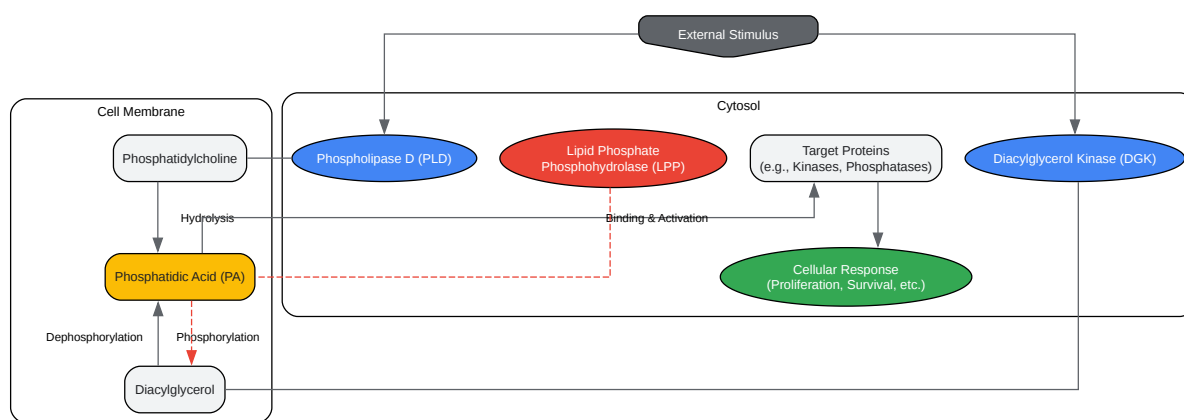 External Stimulus
Cell Membrane
Cytosol
Phosphatidylcholine
Phospholipase D (PLD)
Lipid Phosphate
Phosphohydrolase (LPP)
Target Proteins
(e.g., Kinases, Phosphatases)
Diacylglycerol Kinase (DGK)
Hydrolysis
Binding & Activation
Phosphatidic Acid (PA)
Cellular Response
(Proliferation, Survival, etc.)
Dephosphorylation
Phosphorylation
Diacylglycerol